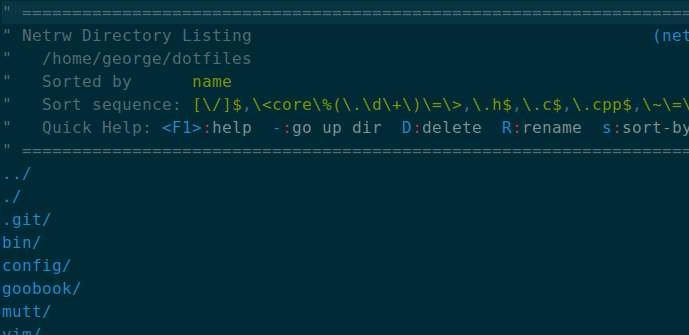 " ===================================================================
" Netrw Directory Listing (net
"   /home/george/dotfiles
"   Sorted by      name
"   Sort sequence: [\/]$,\<core\%(\.\d\+\)\=\>,\.h$,\.c$,\.cpp$,\~\=\
"   Quick Help: <F1>:help  -:go up dir  D:delete  R:rename  s:sort-by
" ===================================================================
../
./
.git/
bin/
config/
goobook/
mutt/
vim/